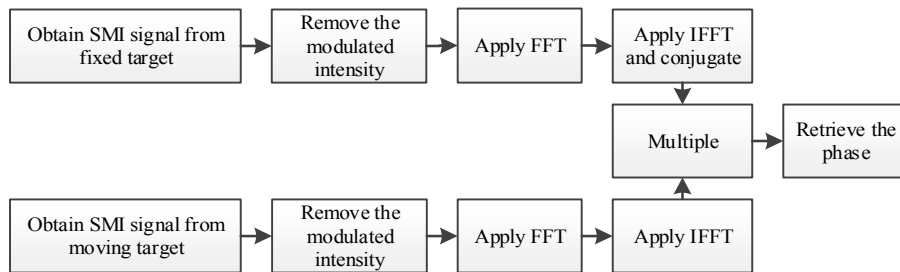 Obtain SMI signal from
fixed target
Remove the
modulated
intensity
Apply FFT
Apply IFFT
and conjugate
Multiple
Retrieve the
phase
Obtain SMI signal from
moving target
Remove the
modulated
intensity
Apply FFT
Apply IFFT